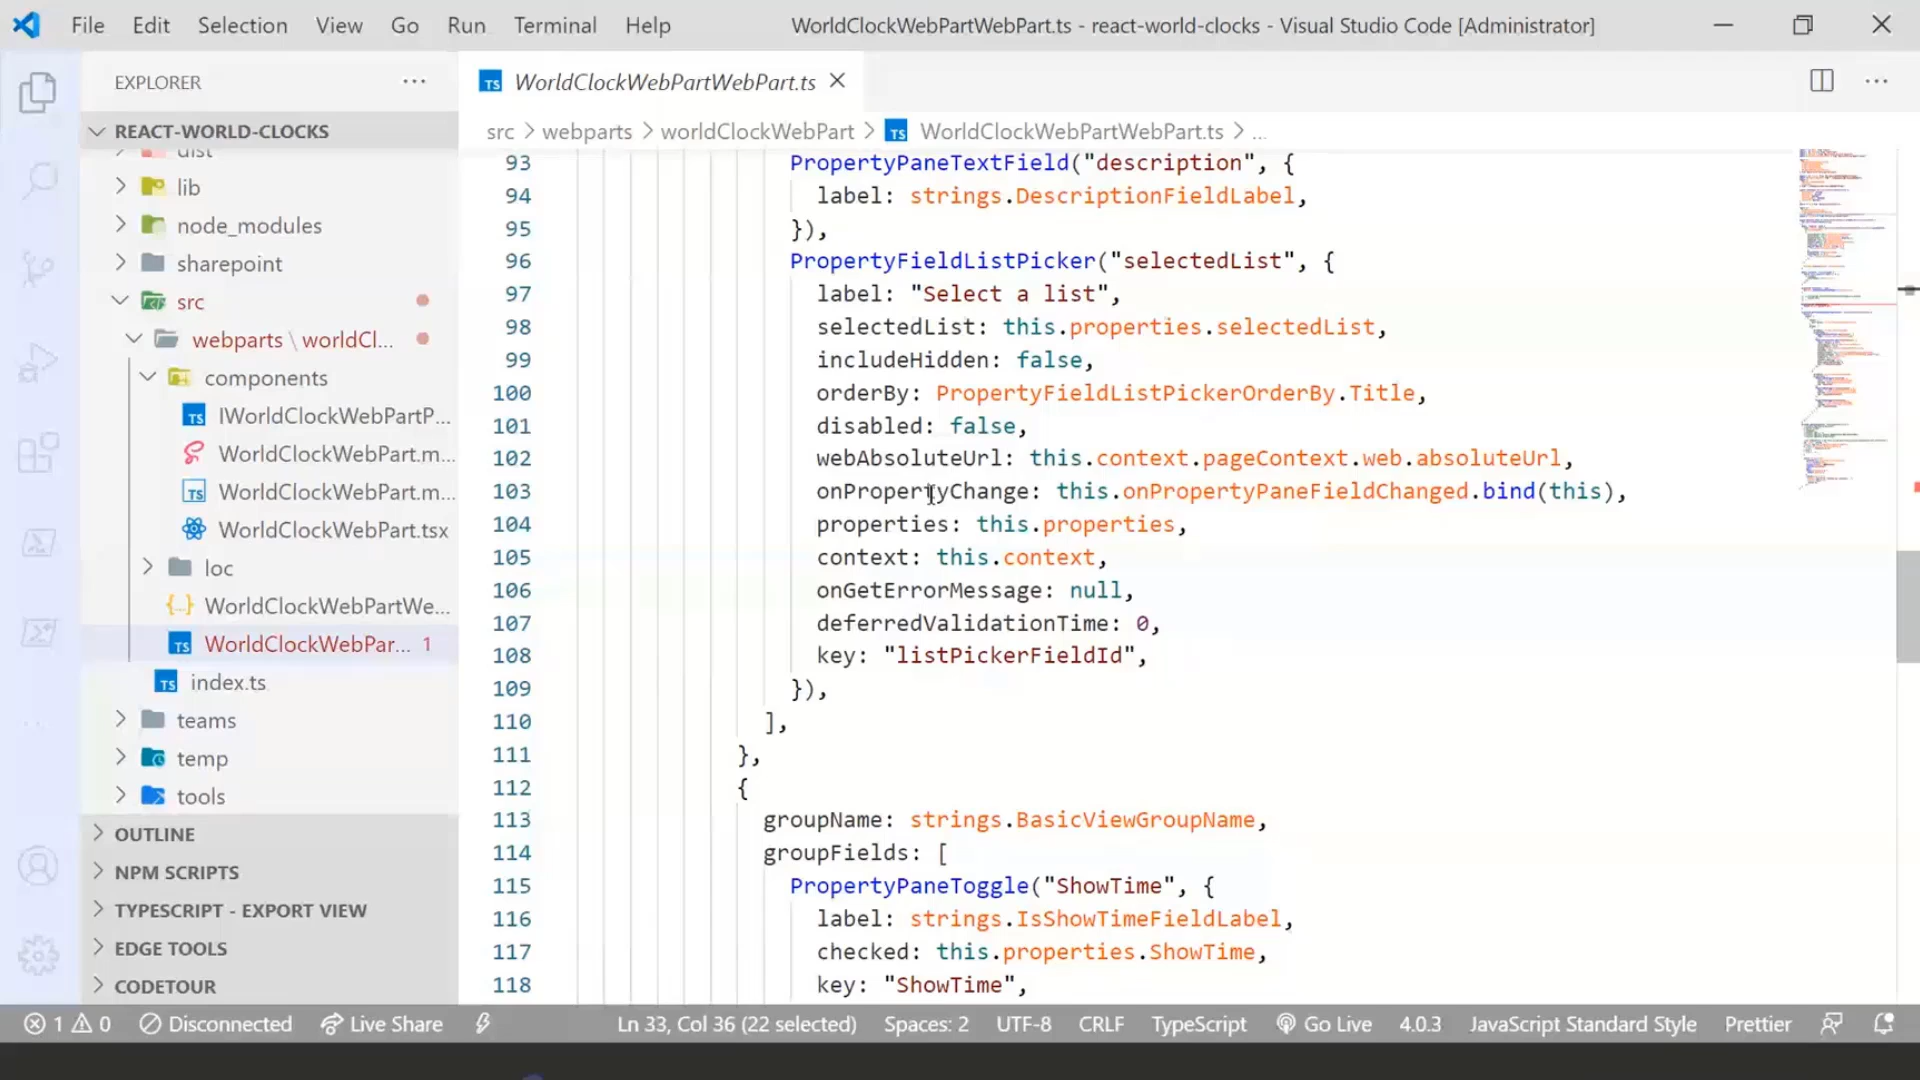 File Edit Selection View Go Run Terminal Help WorldClockWebPartWebPart.ts - react-world-clocks - Visual Studio Code [Administrator]
EXPLORER
REACT-WORLD-CLOCKS
dist
lib
node_modules
sharepoint
src
webparts \ worldCl...
components
IWorldClockWebPartP...
WorldClockWebPart.m...
WorldClockWebPart.m...
WorldClockWebPart.tsx
loc
WorldClockWebPartWe...
WorldClockWebPar... 1
index.ts
teams
temp
tools
OUTLINE
NPM SCRIPTS
TYPESCRIPT - EXPORT VIEW
EDGE TOOLS
CODETOUR
TS WorldClockWebPartWebPart.ts
src > webparts > worldClockWebPart > TS WorldClockWebPartWebPart.ts > ...
93 PropertyPaneTextField("description", {
94 label: strings.DescriptionFieldLabel,
95 }),
96 PropertyFieldListPicker("selectedList", {
97 label: "Select a list",
98 selectedList: this.properties.selectedList,
99 includeHidden: false,
100 orderBy: PropertyFieldListPickerOrderBy.Title,
101 disabled: false,
102 webAbsoluteUrl: this.context.pageContext.web.absoluteUrl,
103 onPropertyChange: this.onPropertyPaneFieldChanged.bind(this),
104 properties: this.properties,
105 context: this.context,
106 onGetErrorMessage: null,
107 deferredValidationTime: 0,
108 key: "listPickerFieldId",
109 }),
110 ],
111 },
112 {
113 groupName: strings.BasicViewGroupName,
114 groupFields: [
115 PropertyPaneToggle("ShowTime", {
116 label: strings.IsShowTimeFieldLabel,
117 checked: this.properties.ShowTime,
118 key: "ShowTime",
1 0 Disconnected Live Share Ln 33, Col 36 (22 selected) Spaces: 2 UTF-8 CRLF TypeScript Go Live 4.0.3 JavaScript Standard Style Prettier